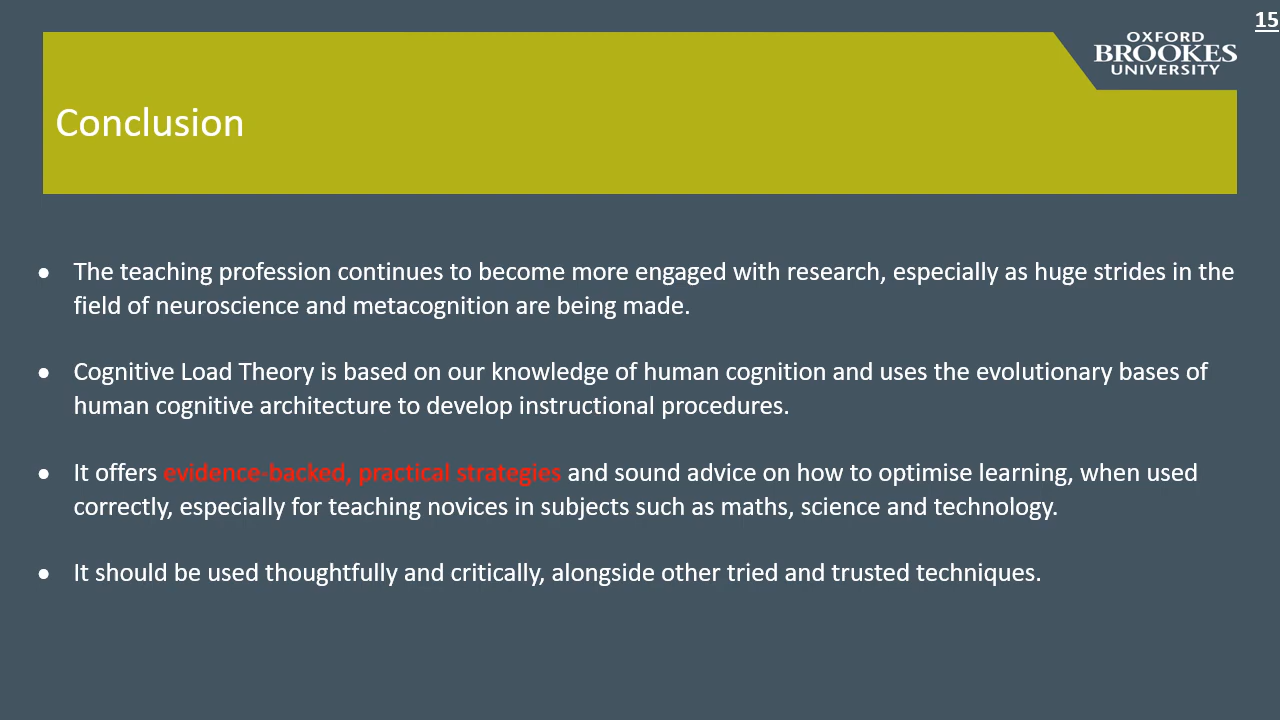 15
OXFORD
BROOKES
UNIVERSITY
Conclusion
● The teaching profession continues to become more engaged with research, especially as huge strides in the
field of neuroscience and metacognition are being made.
● Cognitive Load Theory is based on our knowledge of human cognition and uses the evolutionary bases of
human cognitive architecture to develop instructional procedures.
● It offers evidence-backed, practical strategies and sound advice on how to optimise learning, when used
correctly, especially for teaching novices in subjects such as maths, science and technology.
● It should be used thoughtfully and critically, alongside other tried and trusted techniques.